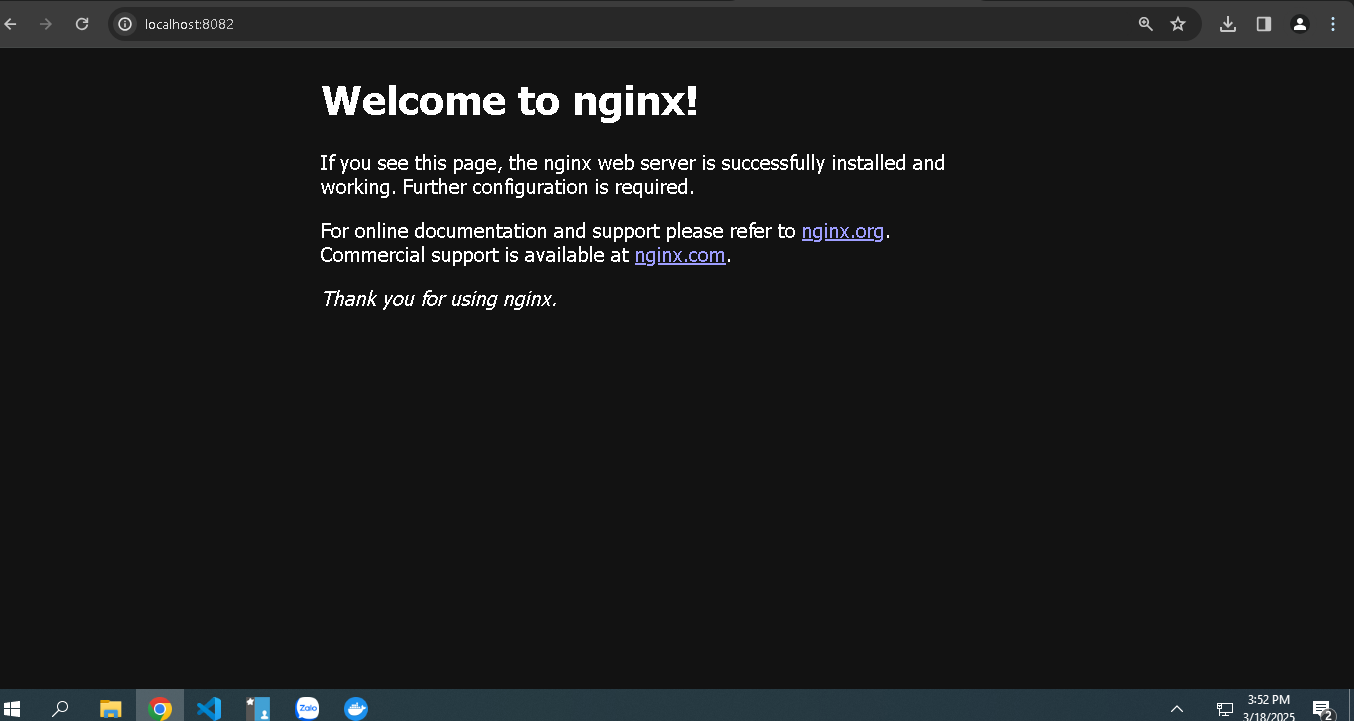 localhost:8082
Welcome to nginx!
If you see this page, the nginx web server is successfully installed and
working. Further configuration is required.
For online documentation and support please refer to nginx.org.
Commercial support is available at nginx.com.
Thank you for using nginx.
Zalo
3:52 PM
3/18/2025
2